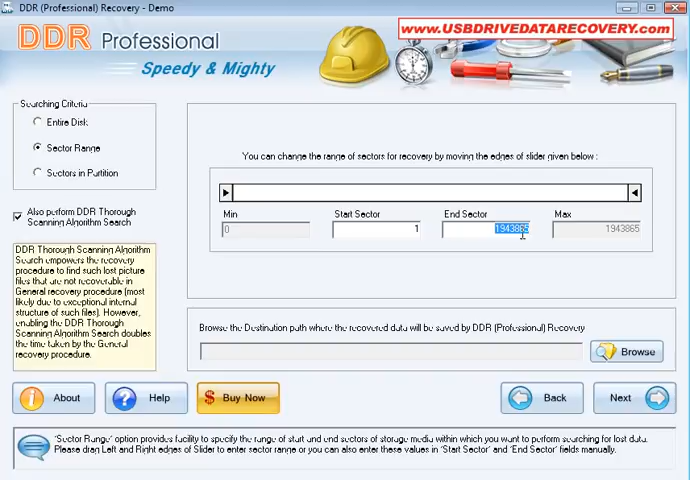 DDR (Professional) Recovery - Demo
DDR Professional
Speedy & Mighty
www.USBDRIVEDATARECOVERY.com
Searching Criteria
Entire Disk
Sector Range
Sectors in Partition
Also perform DDR Thorough
Scanning Algorithm Search
DDR Thorough Scanning Algorithm
Search empowers the recovery
procedure to find such lost picture
files that are not recoverable in
General recovery procedure (most
likely due to exceptional internal
structure of such files). However,
enabling the DDR Thorough
Scanning Algorithm Search doubles
the time taken by the General
recovery procedure.
You can change the range of sectors for recovery by moving the edges of slider given below :
Min Start Sector End Sector Max
0 1 1943865 1943865
Browse the Destination path where the recovered data will be saved by DDR (Professional) Recovery
Browse
About Help $ Buy Now Back Next
'Sector Range' option provides facility to specify the range of start and end sectors of storage media within which you want to perform searching for lost data.
Please drag Left and Right edges of Slider to enter sector range or you can also enter these values in 'Start Sector' and 'End Sector' fields manually.